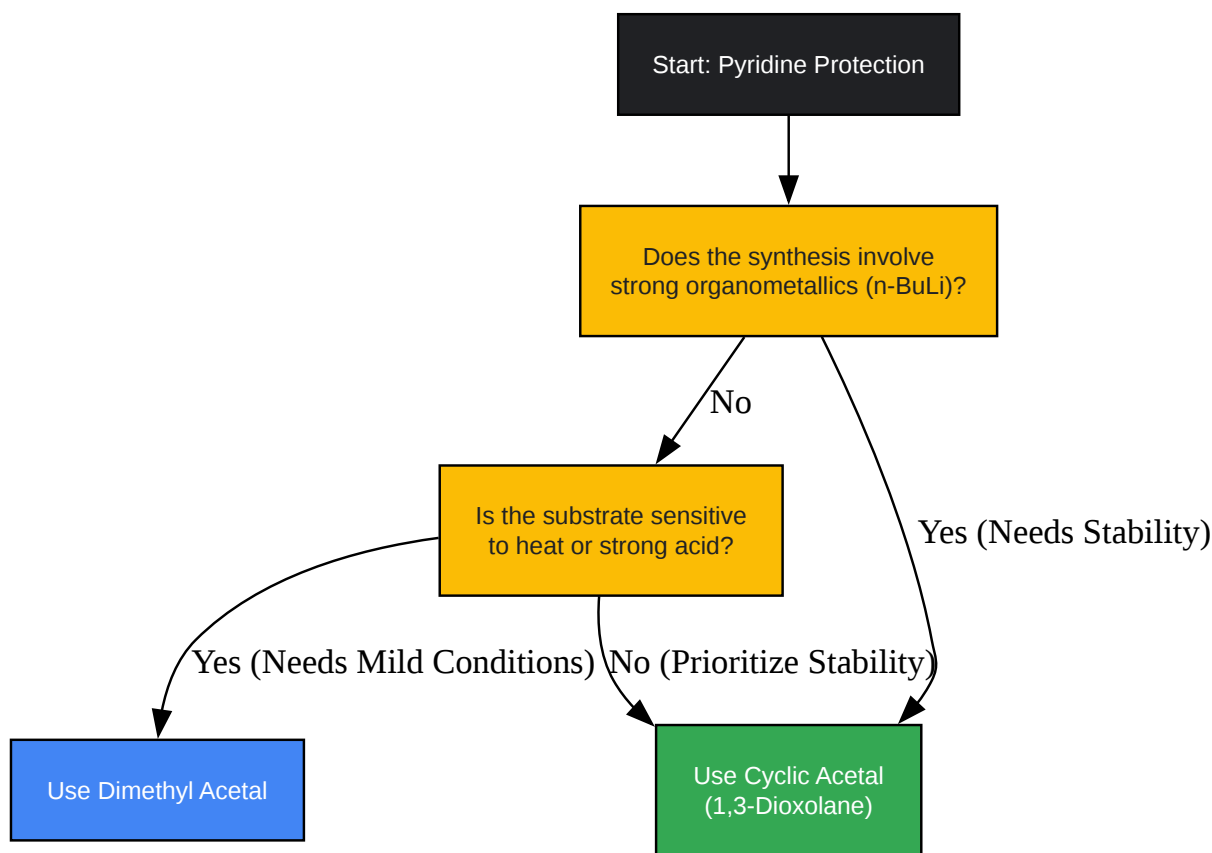 Start: Pyridine Protection
Does the synthesis involve
strong organometallics (n-BuLi)?
No
Is the substrate sensitive
to heat or strong acid?
Yes (Needs Stability)
Yes (Needs Mild Conditions)
No (Prioritize Stability)
Use Dimethyl Acetal
Use Cyclic Acetal
(1,3-Dioxolane)